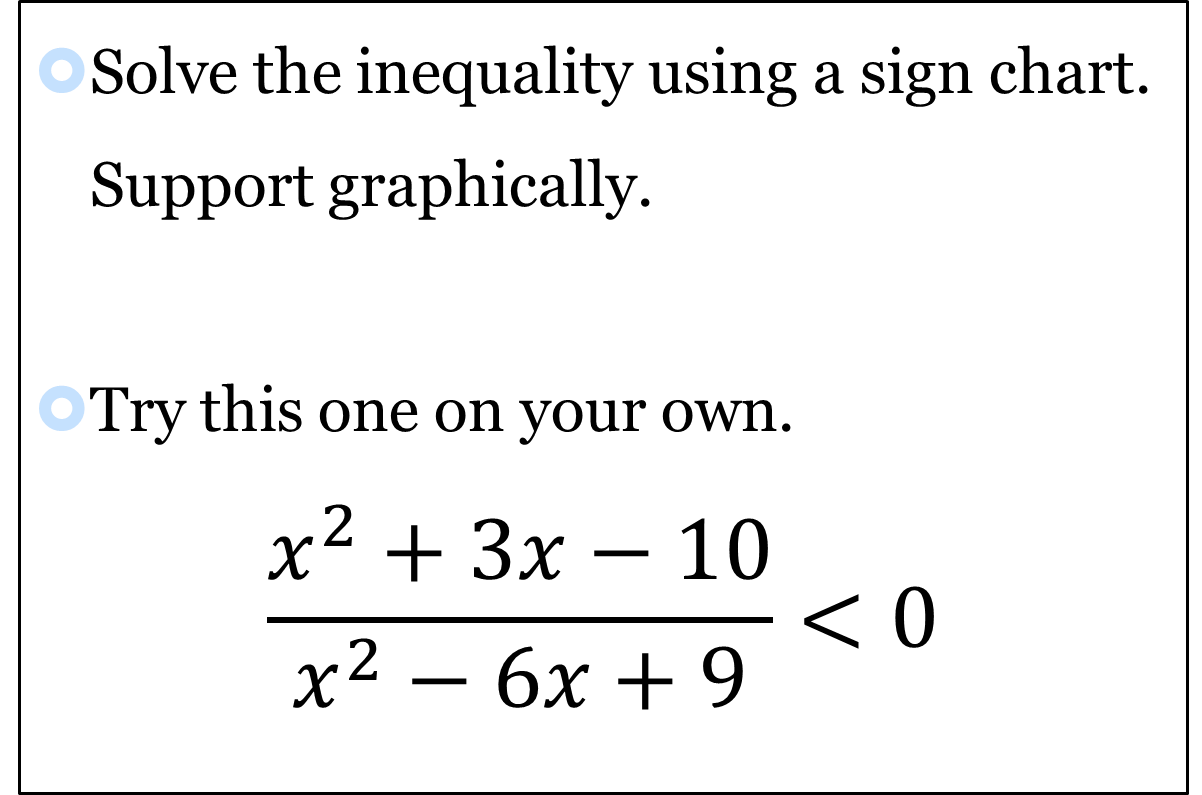 Solve the inequality using a sign chart.
Support graphically.
Try this one on your own.
x² + 3x − 10
x² − 6x + 9
< 0